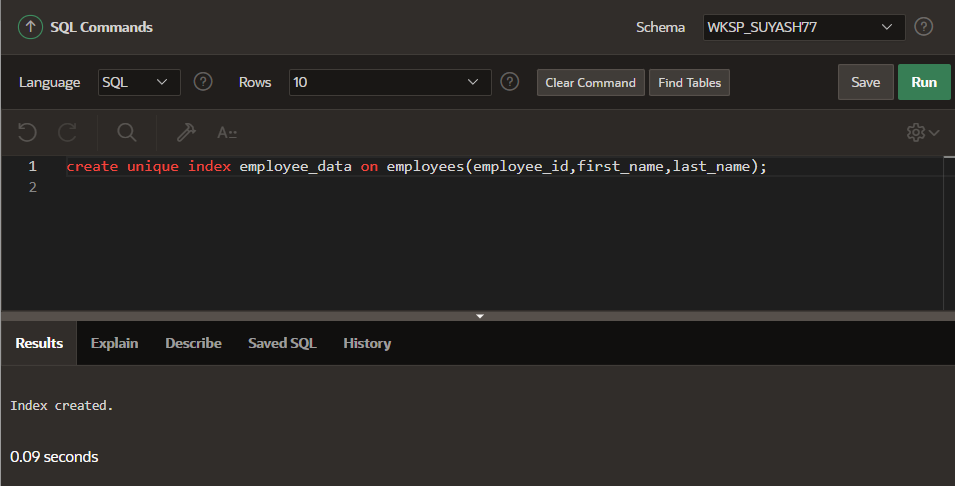 SQL Commands Schema WKSP_SUYASH77 ?
Language SQL ? Rows 10 ? Clear Command Find Tables Save Run
A::
1 create unique index employee_data on employees(employee_id,first_name,last_name);
2
Results Explain Describe Saved SQL History
Index created.
0.09 seconds